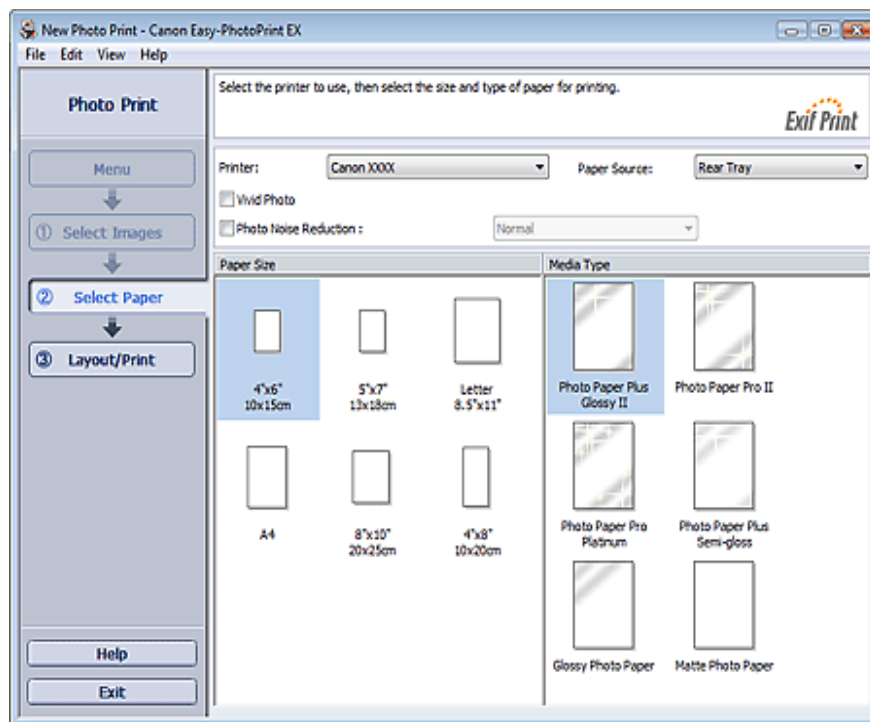 New Photo Print - Canon Easy-PhotoPrint EX
File Edit View Help
Photo Print
Select the printer to use, then select the size and type of paper for printing.
Exif Print
Menu
① Select Images
② Select Paper
③ Layout/Print
Help
Exit
Printer: Canon XXXX Paper Source: Rear Tray
Vivid Photo
Photo Noise Reduction : Normal
Paper Size
4"x6"
10x15cm
5"x7"
13x18cm
Letter
8.5"x11"
A4
8"x10"
20x25cm
4"x8"
10x20cm
Media Type
Photo Paper Plus
Glossy II
Photo Paper Pro II
Photo Paper Pro
Platinum
Photo Paper Plus
Semi-gloss
Glossy Photo Paper
Matte Photo Paper